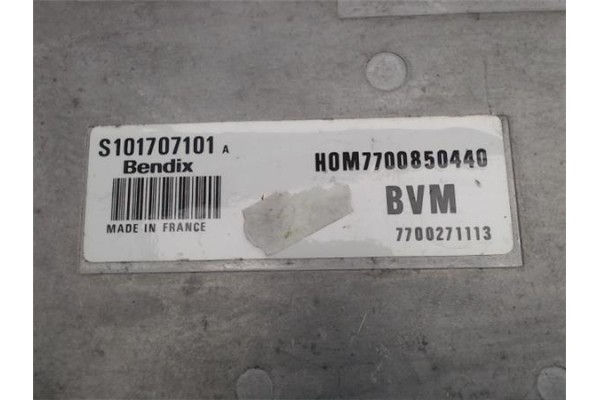 S101707101 A
Bendix
MADE IN FRANCE
HOM7700850440
BVM
7700271113